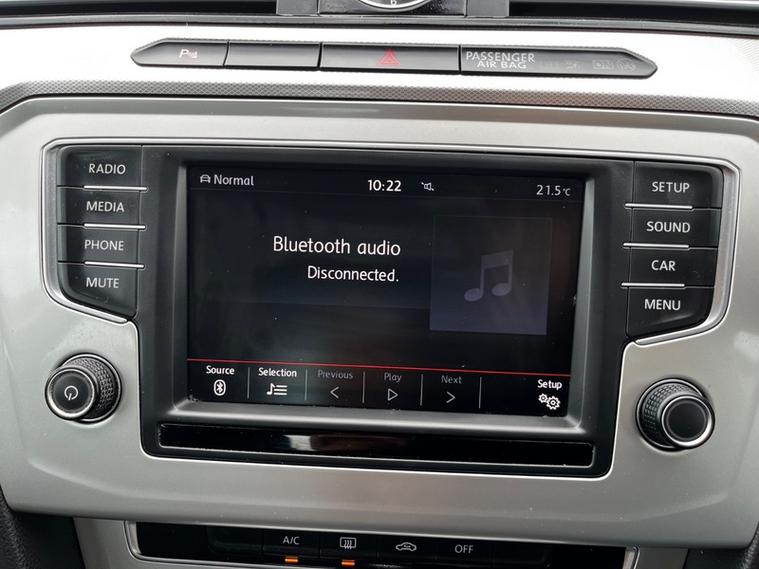 P
PASSENGER
AIR BAG
RADIO
MEDIA
PHONE
MUTE
Normal
10:22
21.5°C
Bluetooth audio
Disconnected.
Source
Selection
Previous
Play
Next
Setup
SETUP
SOUND
CAR
MENU
A/C
OFF